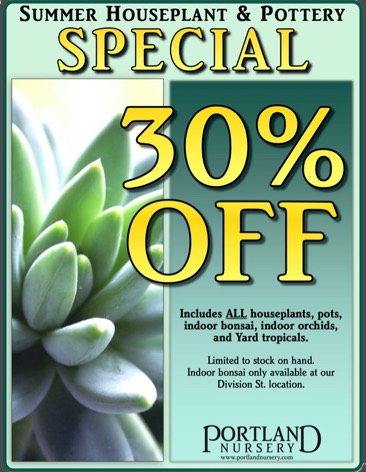 Summer Houseplant & Pottery
SPECIAL
30%
OFF
Includes ALL houseplants, pots,
indoor bonsai, indoor orchids,
and Yard tropicals.
Limited to stock on hand.
Indoor bonsai only available at our
Division St. location.
PORTLAND
NURSERY
www.portlandnursery.com